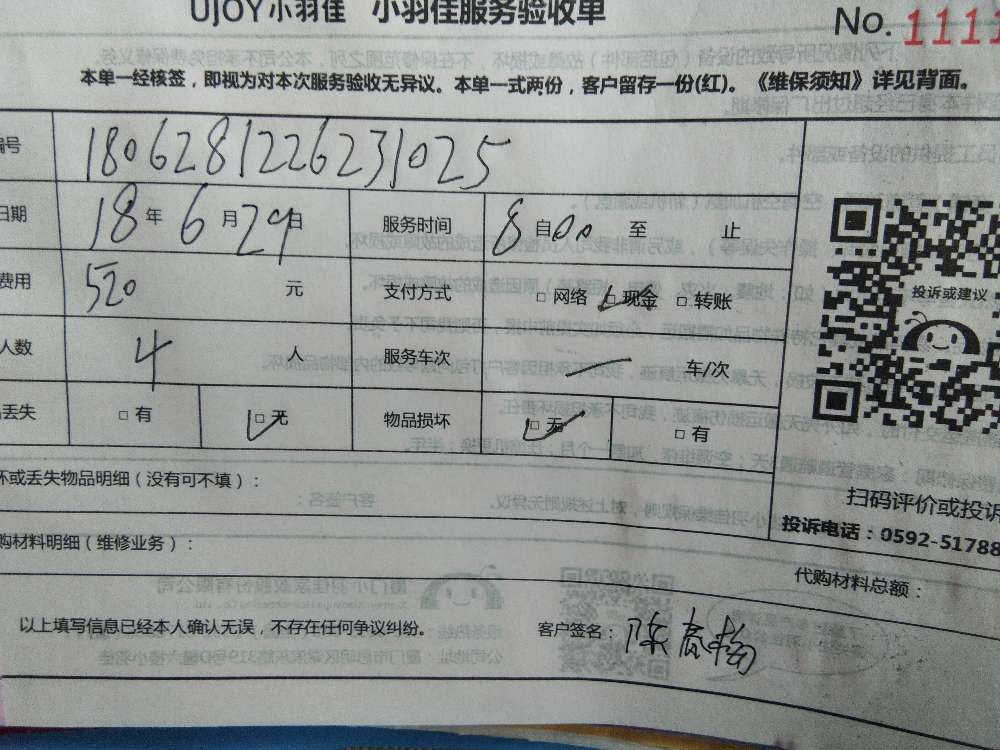 UJOY小羽佳 小羽佳服务验收单
No. 1111
本单一经核签，即视为对本次服务验收无异议。本单一式两份，客户留存一份(红)。《维保须知》详见背面。
编号 1806281226231025
日期 18 年 6 月 29 日 服务时间 8 自 00 至 止
费用 520 元 支付方式 □ 网络 □ 现金 □ 转账
人数 4 人 服务车次 车/次
丢失 □ 有 □ 无 物品损坏 □ 无 □ 有
投诉或建议
坏或丢失物品明细（没有可不填）：
扫码评价或投诉
投诉电话：0592-51788
购材料明细（维修业务）：
代购材料总额：
以上填写信息已经本人确认无误，不存在任何争议纠纷。 客户签名：陈